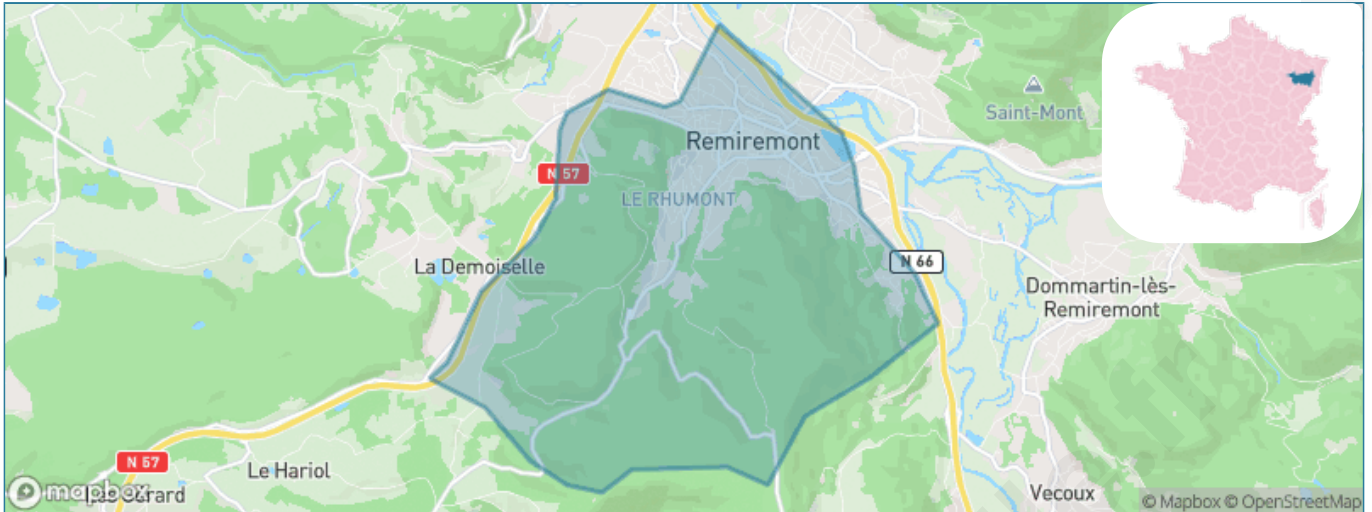 Saint-Mont
Remiremont
N 57
LE RHUMONT
La Demoiselle
N 66
Dommartin-lès-
Remiremont
N 57
Le Hariol
mapbox
Vecoux
© Mapbox © OpenStreetMap